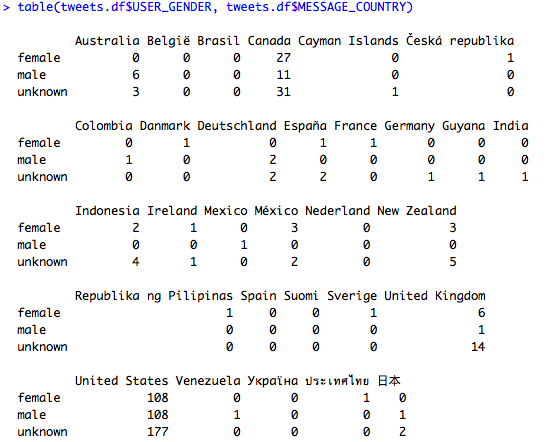 > table(tweets.df$USER_GENDER, tweets.df$MESSAGE_COUNTRY)
Australia België Brasil Canada Cayman Islands Česká republika
female 0 0 0 27 0 1
male 6 0 0 11 0 0
unknown 3 0 0 31 1 0
Colombia Danmark Deutschland España France Germany Guyana India
female 0 1 0 1 1 0 0 0
male 1 0 2 0 0 0 0 0
unknown 0 0 2 2 0 1 1 1
Indonesia Ireland Mexico México Nederland New Zealand
female 2 1 0 3 0 3
male 0 0 1 0 0 0
unknown 4 1 0 2 0 5
Republika ng Pilipinas Spain Suomi Sverige United Kingdom
female 1 0 0 1 6
male 0 0 0 0 1
unknown 0 0 0 0 14
United States Venezuela Україна ประเทศไทย 日本
female 108 0 0 1 0
male 108 1 0 0 1
unknown 177 0 0 0 2